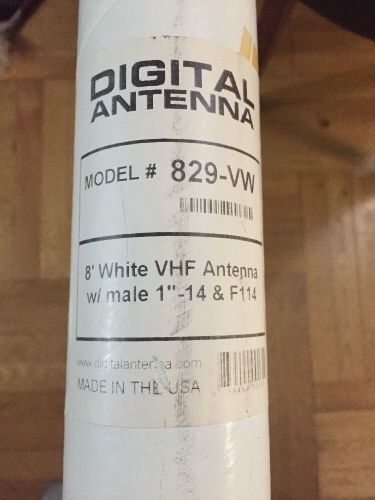 DIGITAL
ANTENNA
MODEL # 829-VW
8' White VHF Antenna
w/ male 1"-14 & F114
www.digitalantenna.com
MADE IN THE USA